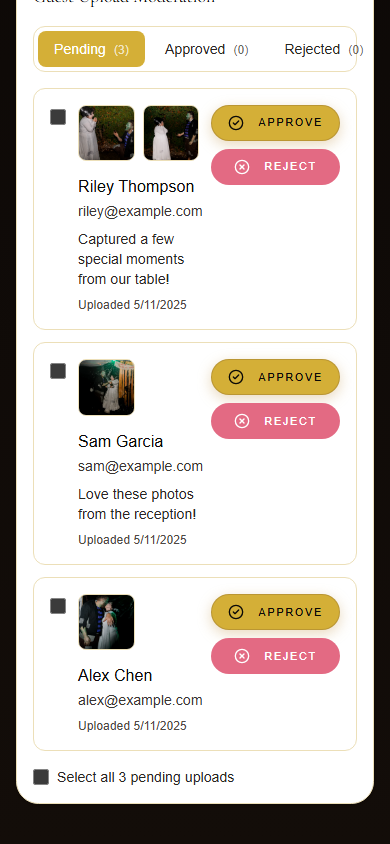 Guest Upload Moderation
Pending (3) Approved (0) Rejected (0)
APPROVE
REJECT
Riley Thompson
riley@example.com
Captured a few
special moments
from our table!
Uploaded 5/11/2025
APPROVE
REJECT
Sam Garcia
sam@example.com
Love these photos
from the reception!
Uploaded 5/11/2025
APPROVE
REJECT
Alex Chen
alex@example.com
Uploaded 5/11/2025
Select all 3 pending uploads